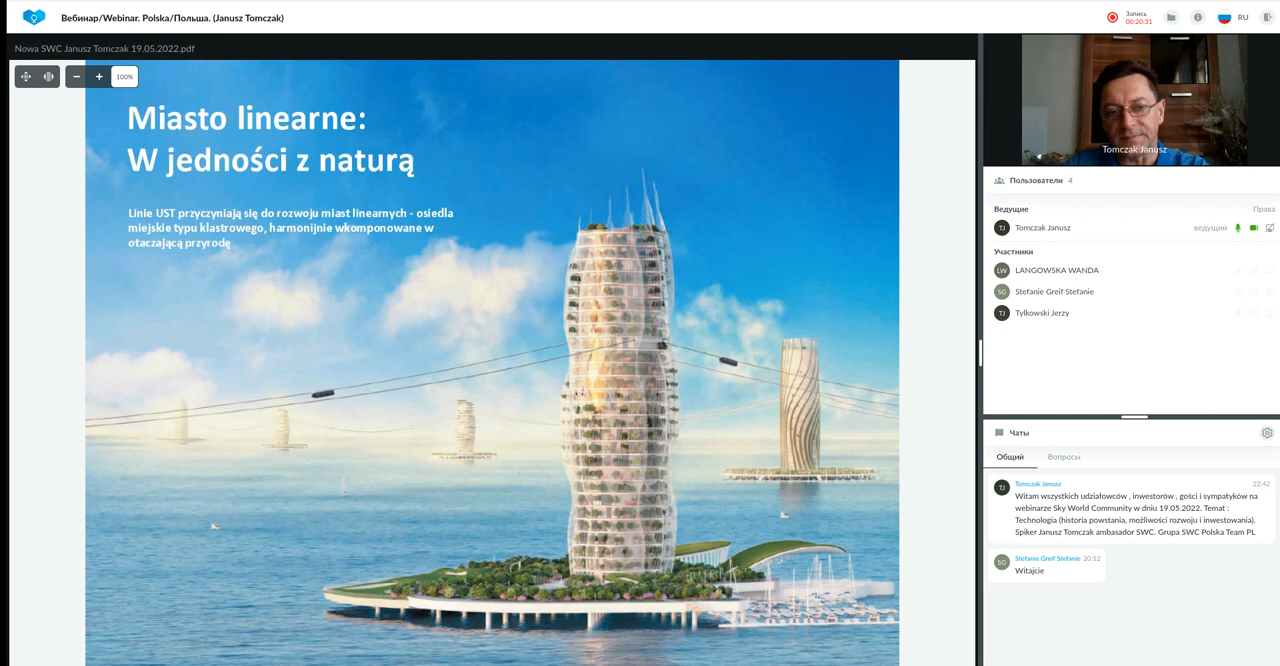 Вебинар/Webinar. Polska/Польша. (Janusz Tomczak)
Запись
00:20:31
RU
Nowa SWC Janusz Tomczak 19.05.2022.pdf
100%
Miasto linearne:
W jedności z naturą
Linie UST przyczyniają się do rozwoju miast linearnych - osiedla
miejskie typu klastrowego, harmonijnie wkomponowane w
otaczającą przyrodę
Tomczak Janusz
Пользователи 4
Ведущие Права
TJ Tomczak Janusz ведущий
Участники
LW LANGOWSKA WANDA
SG Stefanie Greif Stefanie
TJ Tylkowski Jerzy
Чаты
Общий Вопросы
TJ Tomczak Janusz 22:42
Witam wszystkich udziałowców , inwestorów , gości i sympatyków na
webinarze Sky World Community w dniu 19.05.2022. Temat :
Technologia (historia powstania, możliwości rozwoju i inwestowania).
Spiker Janusz Tomczak ambasador SWC. Grupa SWC Polska Team PL
SG Stefanie Greif Stefanie 20:12
Witajcie